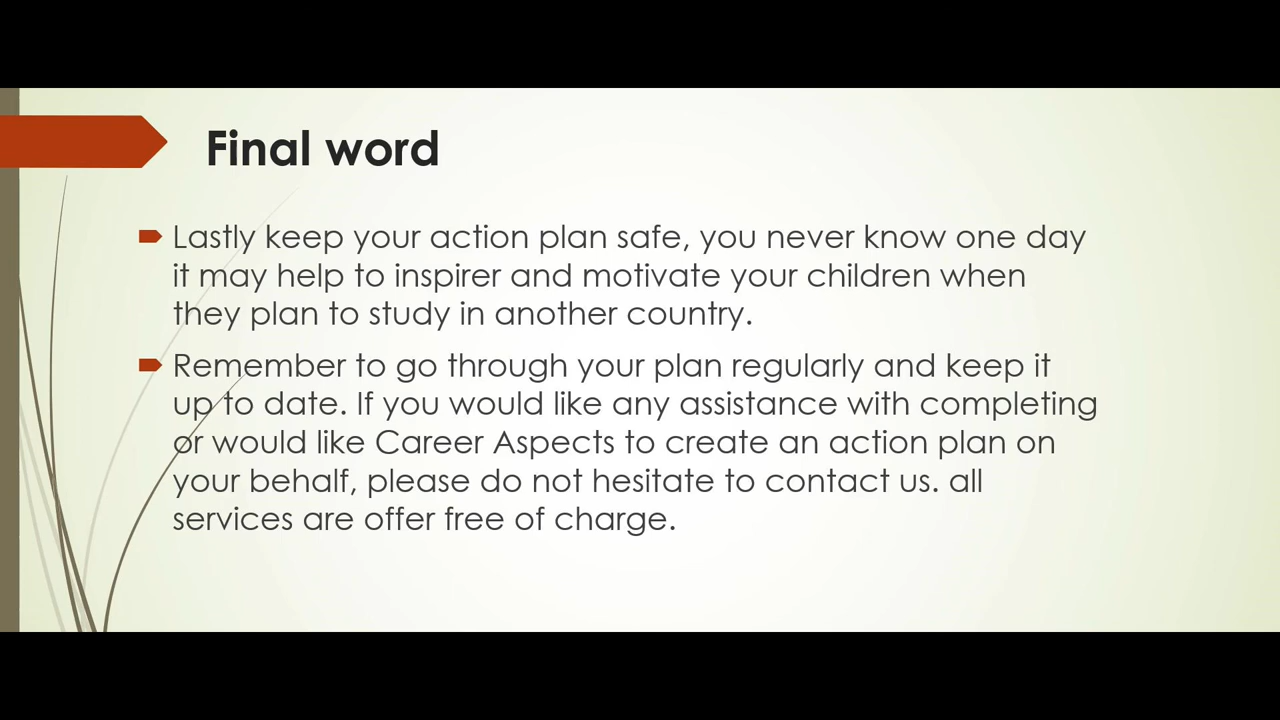 Final word
Lastly keep your action plan safe, you never know one day
it may help to inspirer and motivate your children when
they plan to study in another country.
Remember to go through your plan regularly and keep it
up to date. If you would like any assistance with completing
or would like Career Aspects to create an action plan on
your behalf, please do not hesitate to contact us. all
services are offer free of charge.